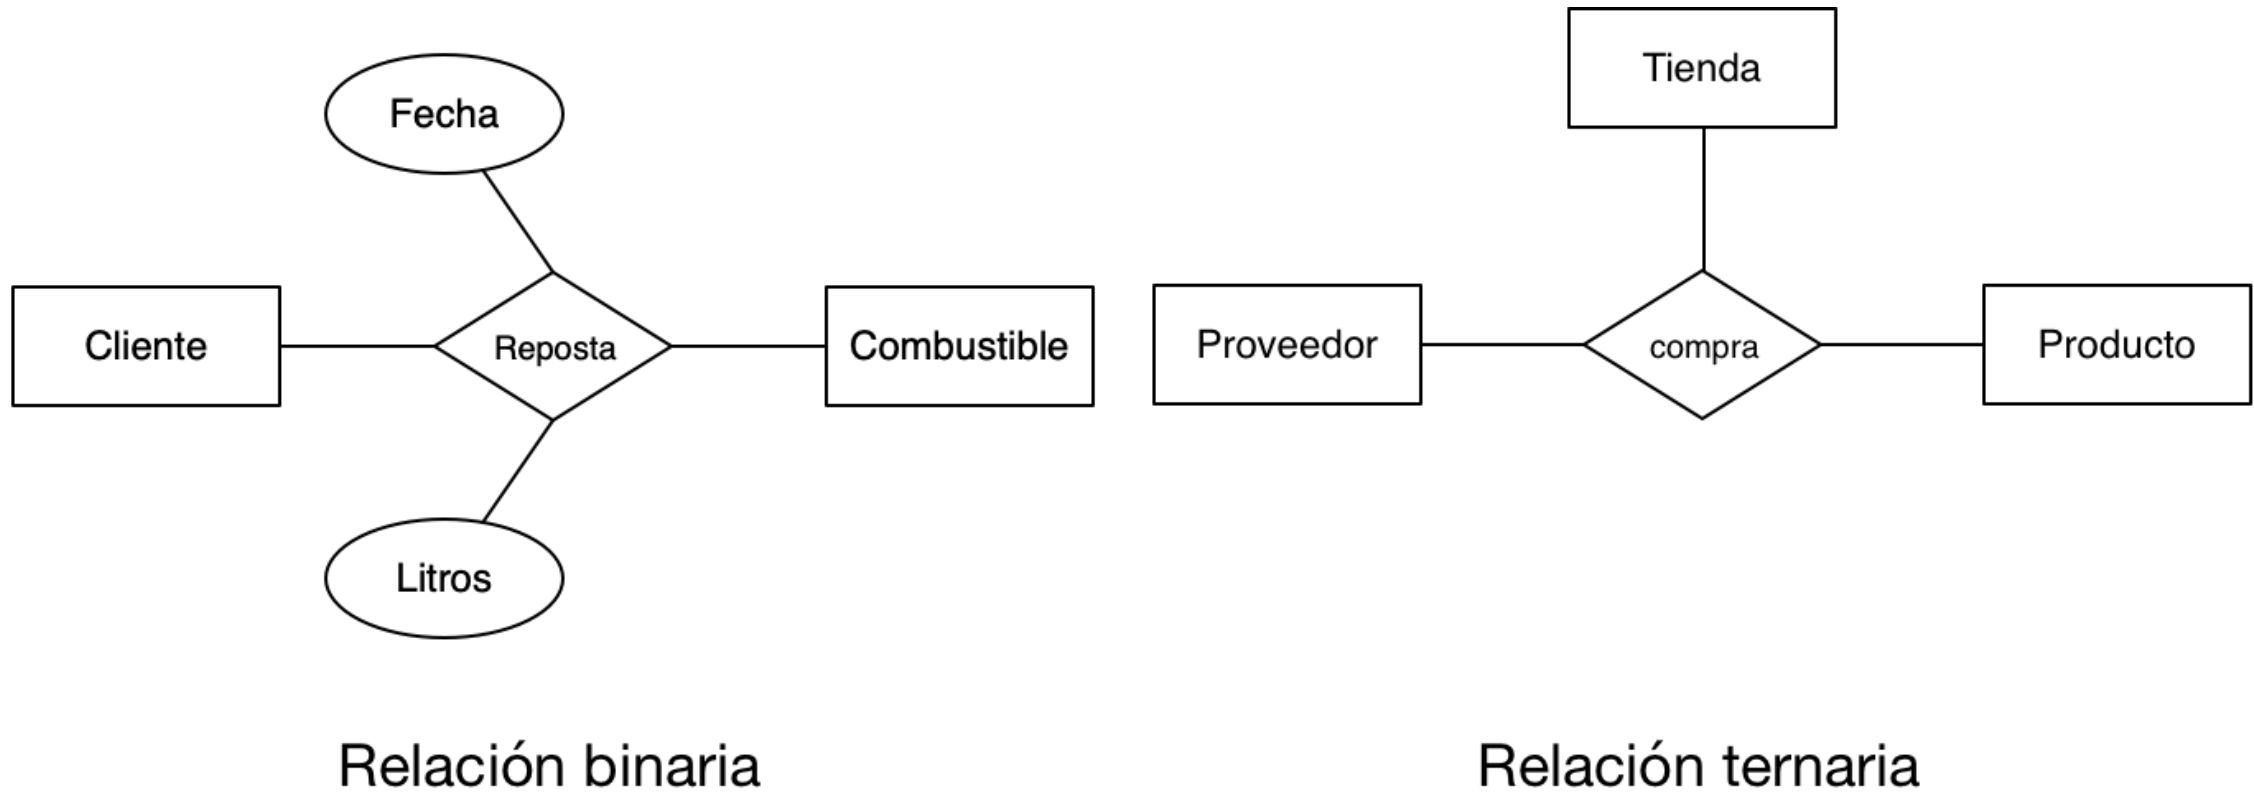 Fecha
Cliente
Reposta
Combustible
Litros
Relación binaria
Tienda
Proveedor
compra
Producto
Relación ternaria